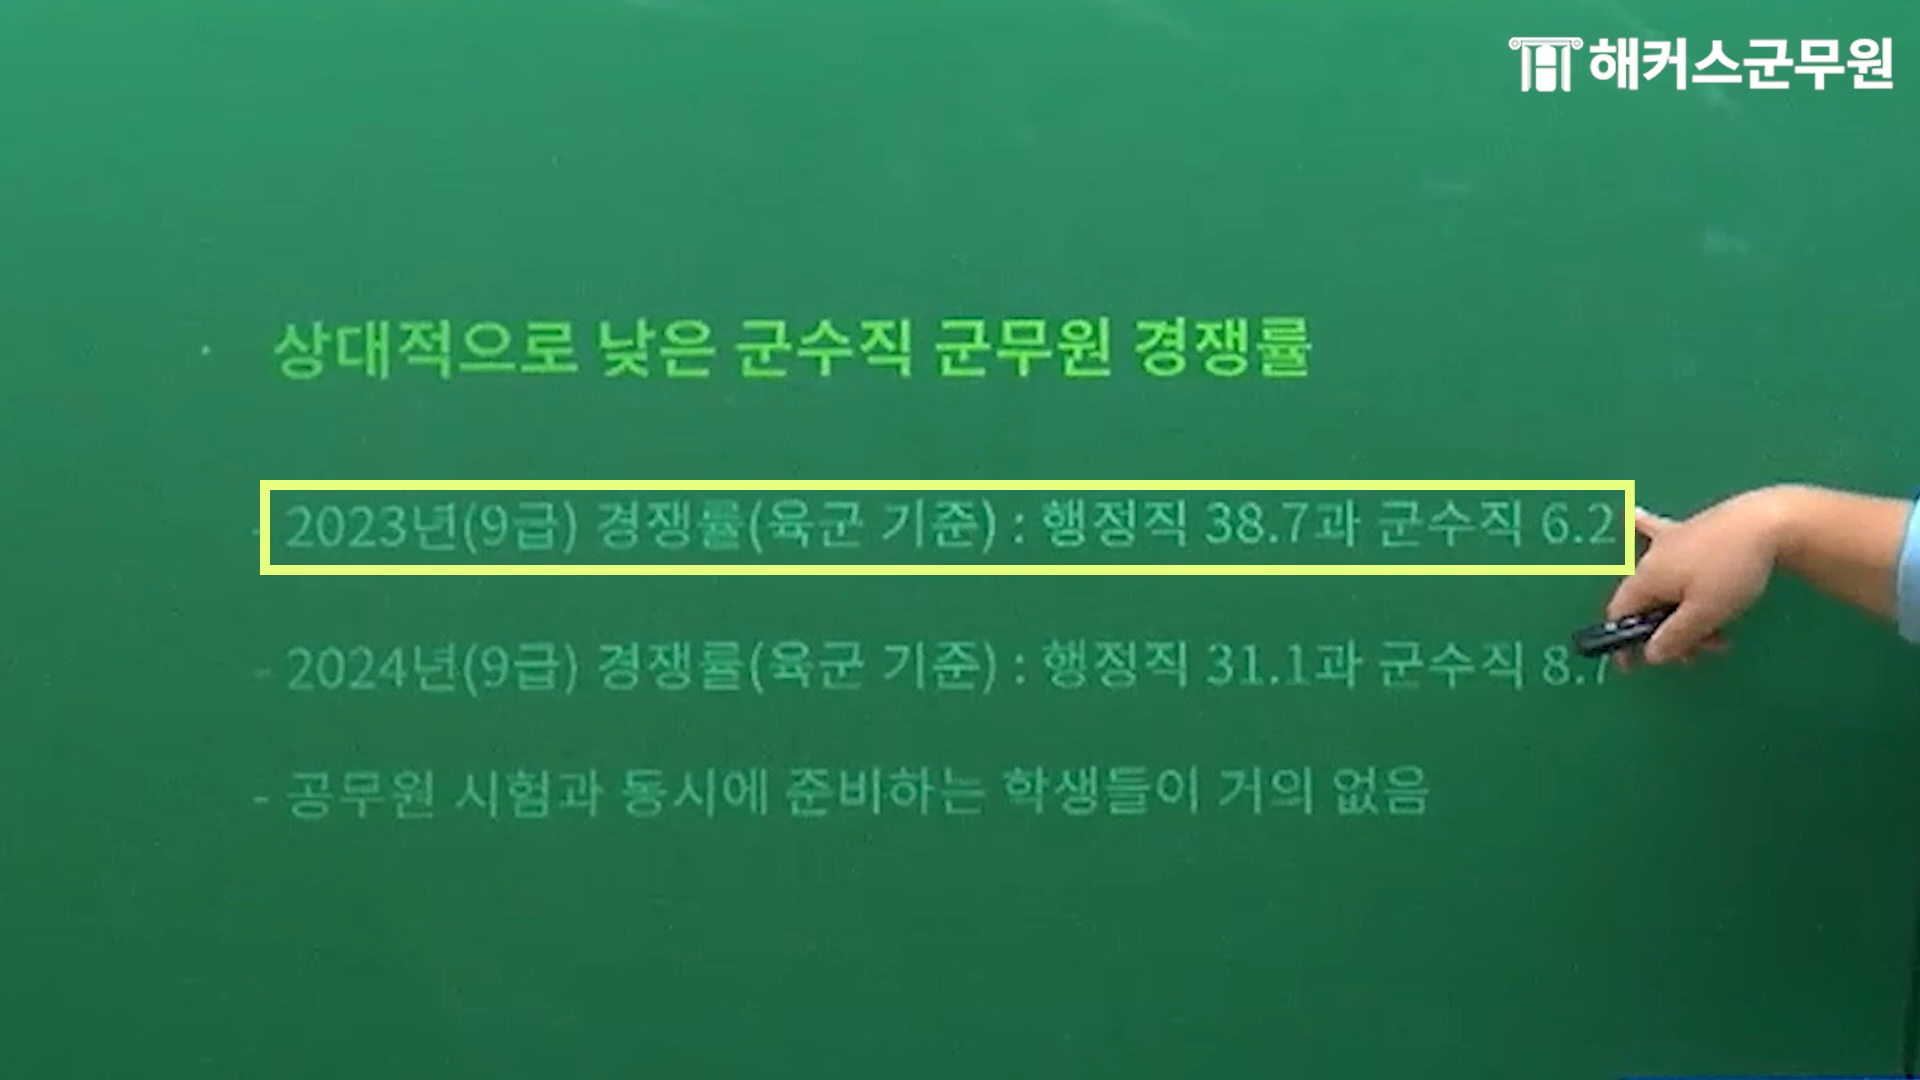 해커스군무원
상대적으로 낮은 군수직 군무원 경쟁률
- 2023년(9급) 경쟁률(육군 기준) : 행정직 38.7과 군수직 6.2
- 2024년(9급) 경쟁률(육군 기준) : 행정직 31.1과 군수직 8.7
- 공무원 시험과 동시에 준비하는 학생들이 거의 없음